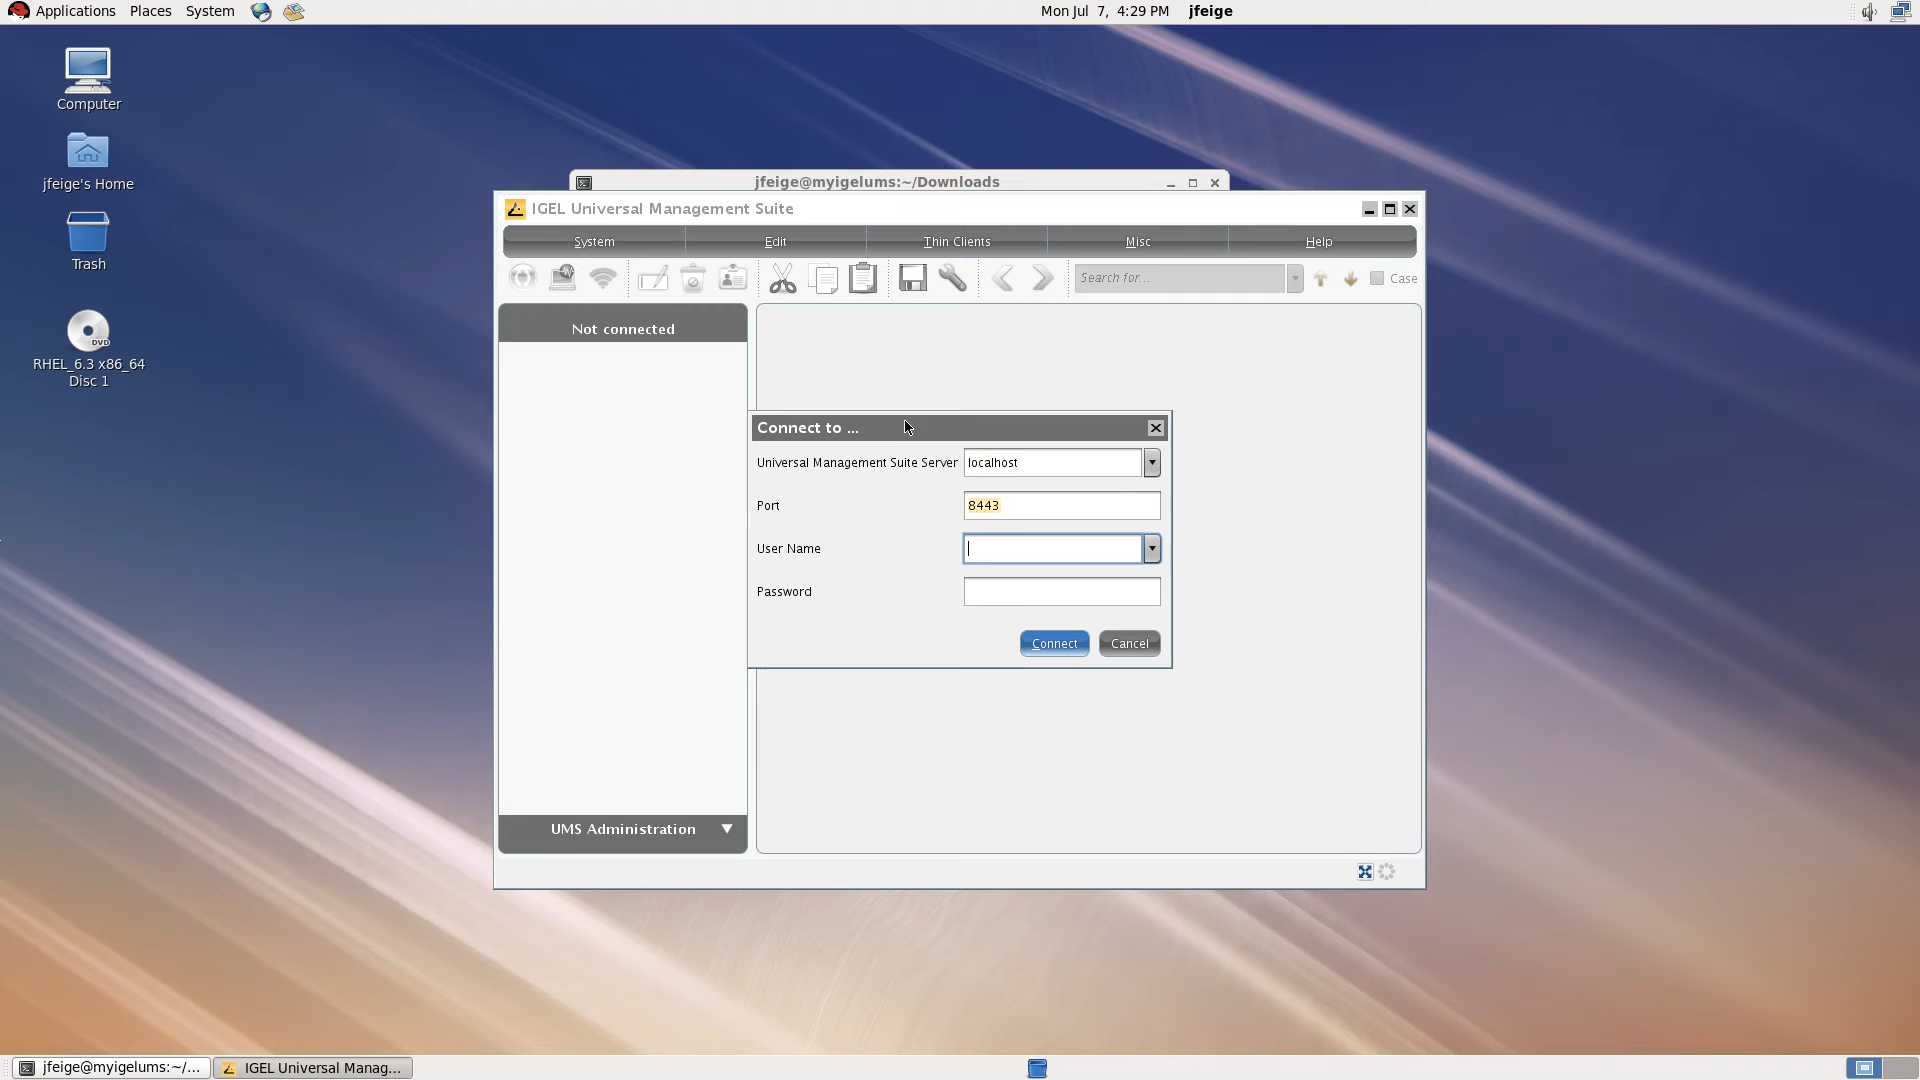 Applications Places System Mon Jul 7, 4:29 PM jfeige
Computer
jfeige's Home
Trash
DVD
RHEL_6.3 x86_64
Disc 1
jfeige@myigelums:~/Downloads
IGEL Universal Management Suite
System Edit Thin Clients Misc Help
Search for... Case
Not connected
Connect to ...
Universal Management Suite Server localhost
Port 8443
User Name
Password
Connect Cancel
UMS Administration
jfeige@myigelums:~/... IGEL Universal Manag...